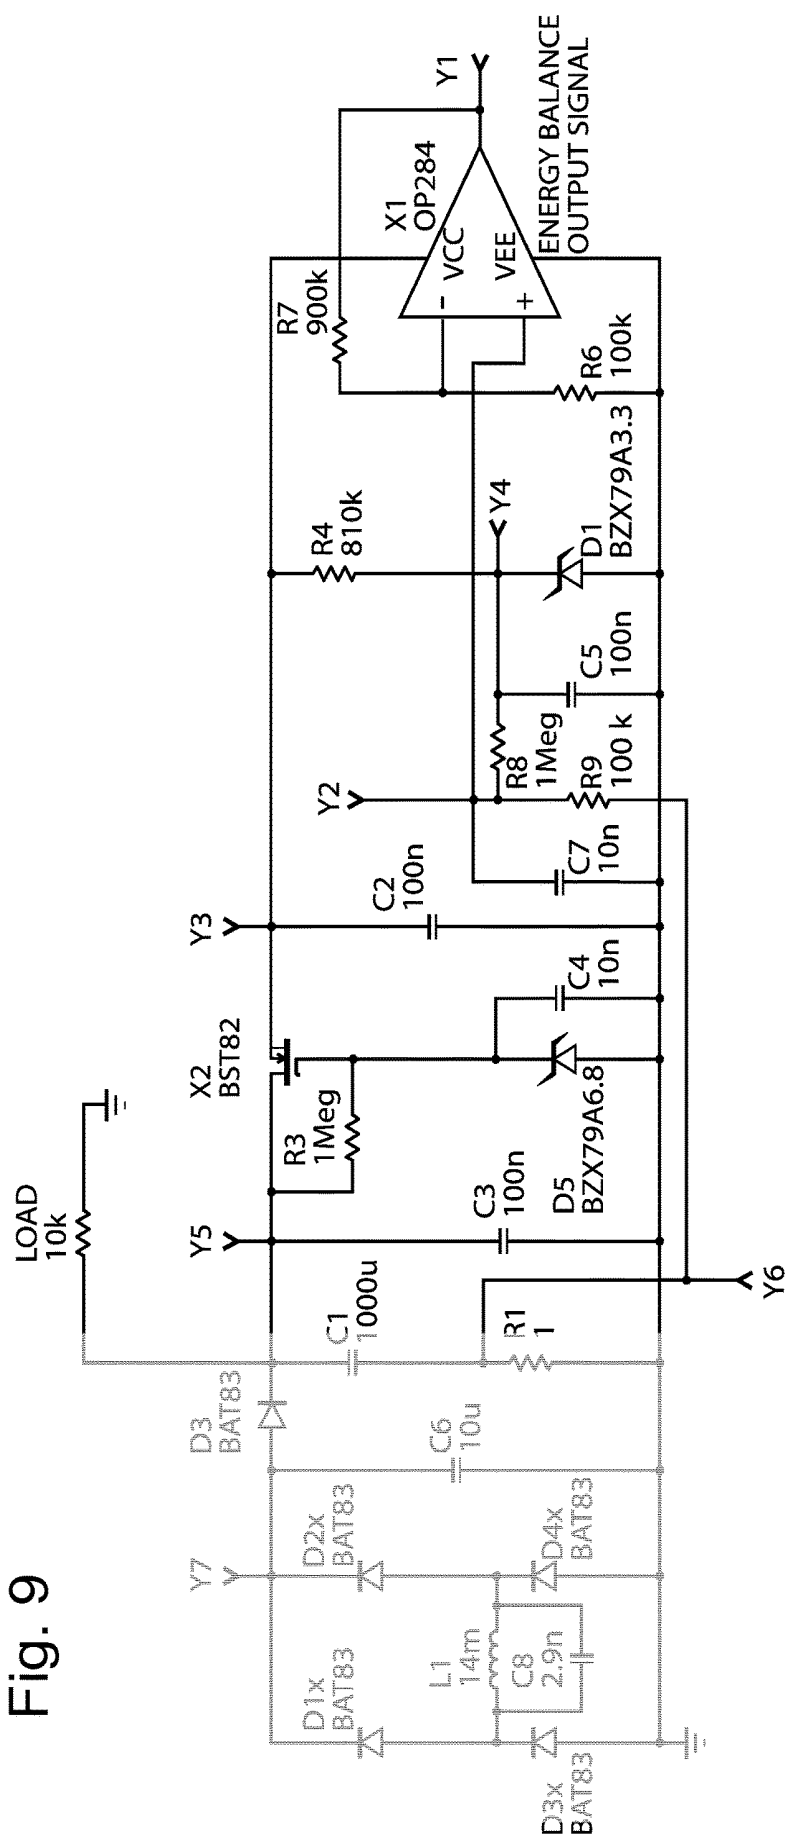 Fig. 9
D1x
BAT83
D3x
BAT83
L1
14m
C8
2.9n
Y7
D2x
BAT83
D4x
BAT83
C6
10u
D3
BAT83
C1
1000u
R1
1
LOAD
10k
Y6
Y5
C3
100n
R3
1Meg
D5
BZX79A6.8
X2
BST82
C4
10n
Y3
C2
100n
C7
10n
Y2
R8
1Meg
R9
100 k
C5
100n
R4
810k
Y4
D1
BZX79A3.3
R7
900k
R6
100k
X1
OP284
VCC
VEE
-
+
Y1
ENERGY BALANCE
OUTPUT SIGNAL